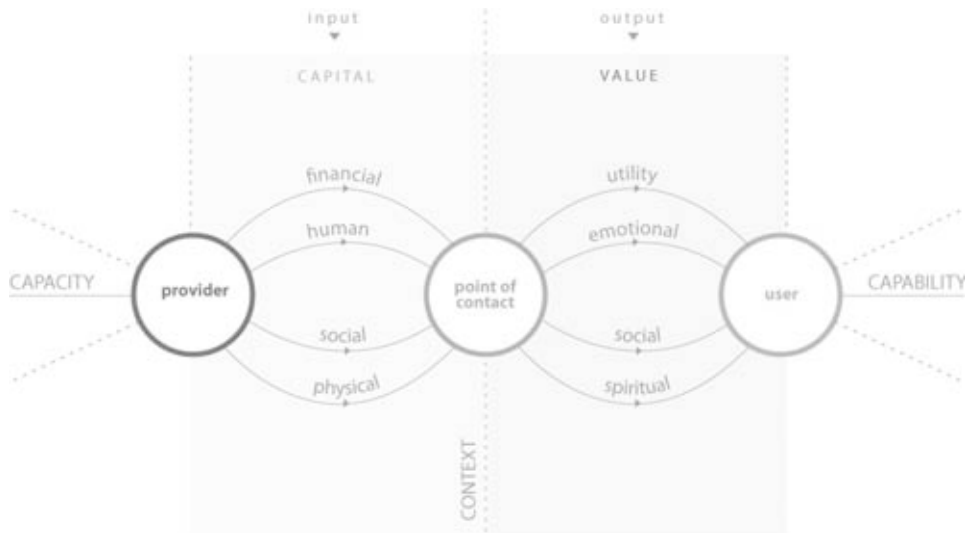 input
output
CAPITAL
VALUE
financial
utility
human
emotional
CAPACITY
provider
point of
contact
user
CAPABILITY
social
social
physical
spiritual
CONTEXT